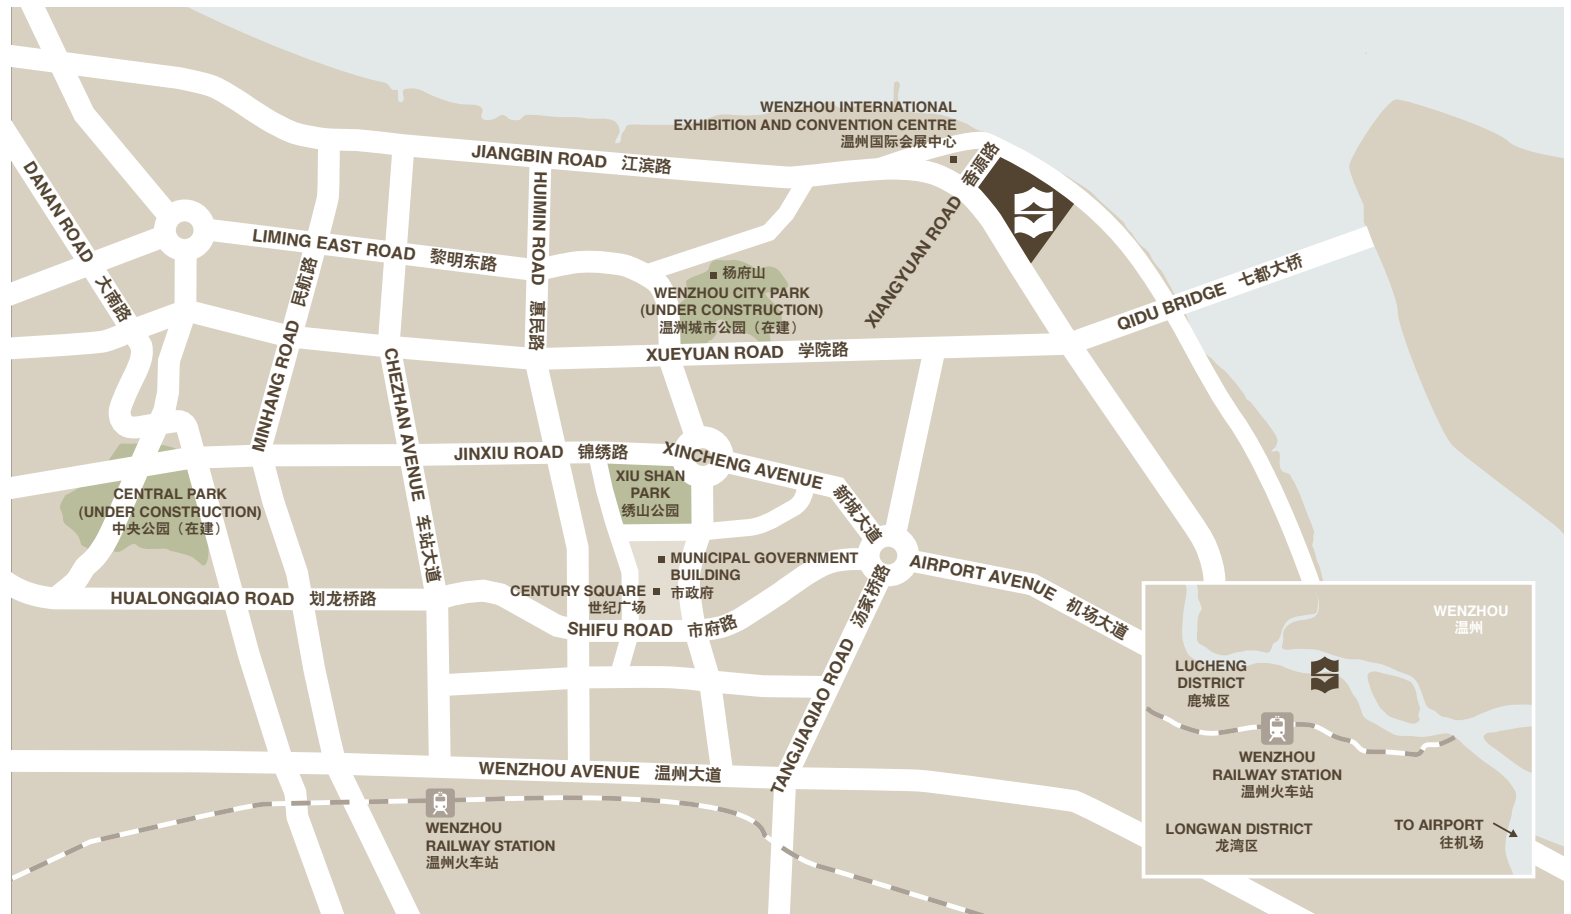 WENZHOU INTERNATIONAL
EXHIBITION AND CONVENTION CENTRE
温州国际会展中心
JIANGBIN ROAD 江滨路
香源路
XIANGYUAN ROAD
DANAN ROAD 大南路
LIMING EAST ROAD 黎明东路
HUIMIN ROAD 惠民路
MINHANG ROAD 民航路
杨府山
WENZHOU CITY PARK
(UNDER CONSTRUCTION)
温洲城市公园（在建）
QIDU BRIDGE 七都大桥
XUEYUAN ROAD 学院路
CHEZHAN AVENUE 车站大道
JINXIU ROAD 锦绣路
XINCHENG AVENUE 新城大道
XIU SHAN
PARK
绣山公园
CENTRAL PARK
(UNDER CONSTRUCTION)
中央公园（在建）
MUNICIPAL GOVERNMENT
BUILDING
市政府
CENTURY SQUARE
世纪广场
AIRPORT AVENUE 机场大道
HUALONGQIAO ROAD 划龙桥路
SHIFU ROAD 市府路
TANGJIAQIAO ROAD 汤家桥路
WENZHOU AVENUE 温州大道
WENZHOU
RAILWAY STATION
温州火车站
WENZHOU
温州
LUCHENG
DISTRICT
鹿城区
WENZHOU
RAILWAY STATION
温州火车站
LONGWAN DISTRICT
龙湾区
TO AIRPORT
往机场